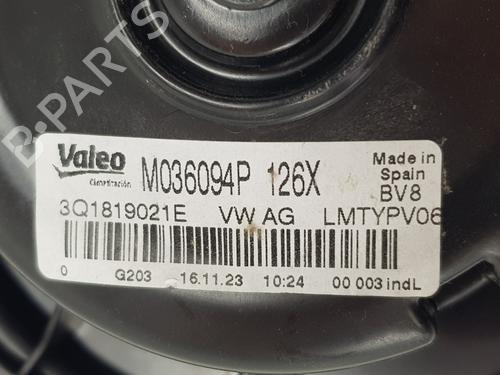 Valeo
Climatización
M036094P 126X
Made in
Spain
BV8
3Q1819021E VW AG LMTYPV06
0 G203 16.11.23 10:24 00 003 indL
B-PARTS